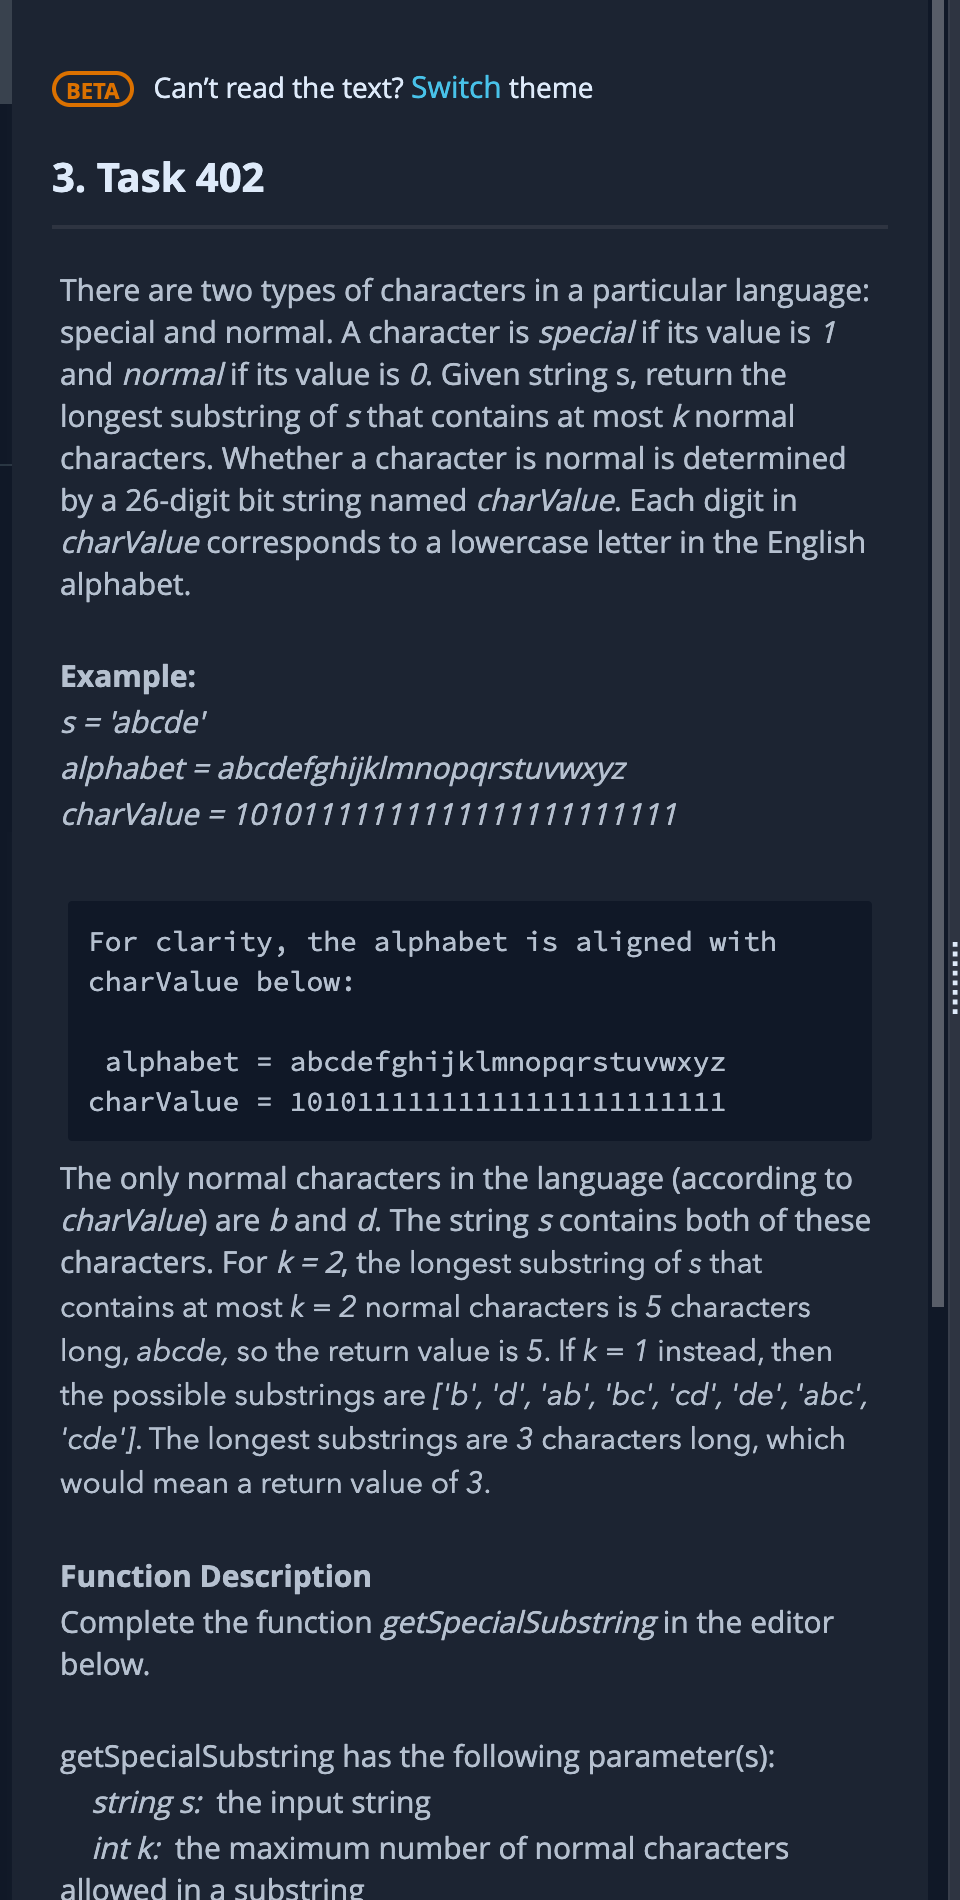 BETA Can't read the text? Switch theme
3. Task 402
There are two types of characters in a particular language:
special and normal. A character is special if its value is 1
and normal if its value is 0. Given string s, return the
longest substring of s that contains at most k normal
characters. Whether a character is normal is determined
by a 26-digit bit string named charValue. Each digit in
charValue corresponds to a lowercase letter in the English
alphabet.
Example:
s = 'abcde'
alphabet = abcdefghijklmnopqrstuvwxyz
charValue = 10101111111111111111111111
For clarity, the alphabet is aligned with
charValue below:
alphabet = abcdefghijklmnopqrstuvwxyz
charValue = 10101111111111111111111111
The only normal characters in the language (according to
charValue) are b and d. The string s contains both of these
characters. For k = 2, the longest substring of s that
contains at most k = 2 normal characters is 5 characters
long, abcde, so the return value is 5. If k = 1 instead, then
the possible substrings are ['b', 'd', 'ab', 'bc', 'cd', 'de', 'abc',
'cde']. The longest substrings are 3 characters long, which
would mean a return value of 3.
Function Description
Complete the function getSpecialSubstring in the editor
below.
getSpecialSubstring has the following parameter(s):
string s: the input string
int k: the maximum number of normal characters
allowed in a substring